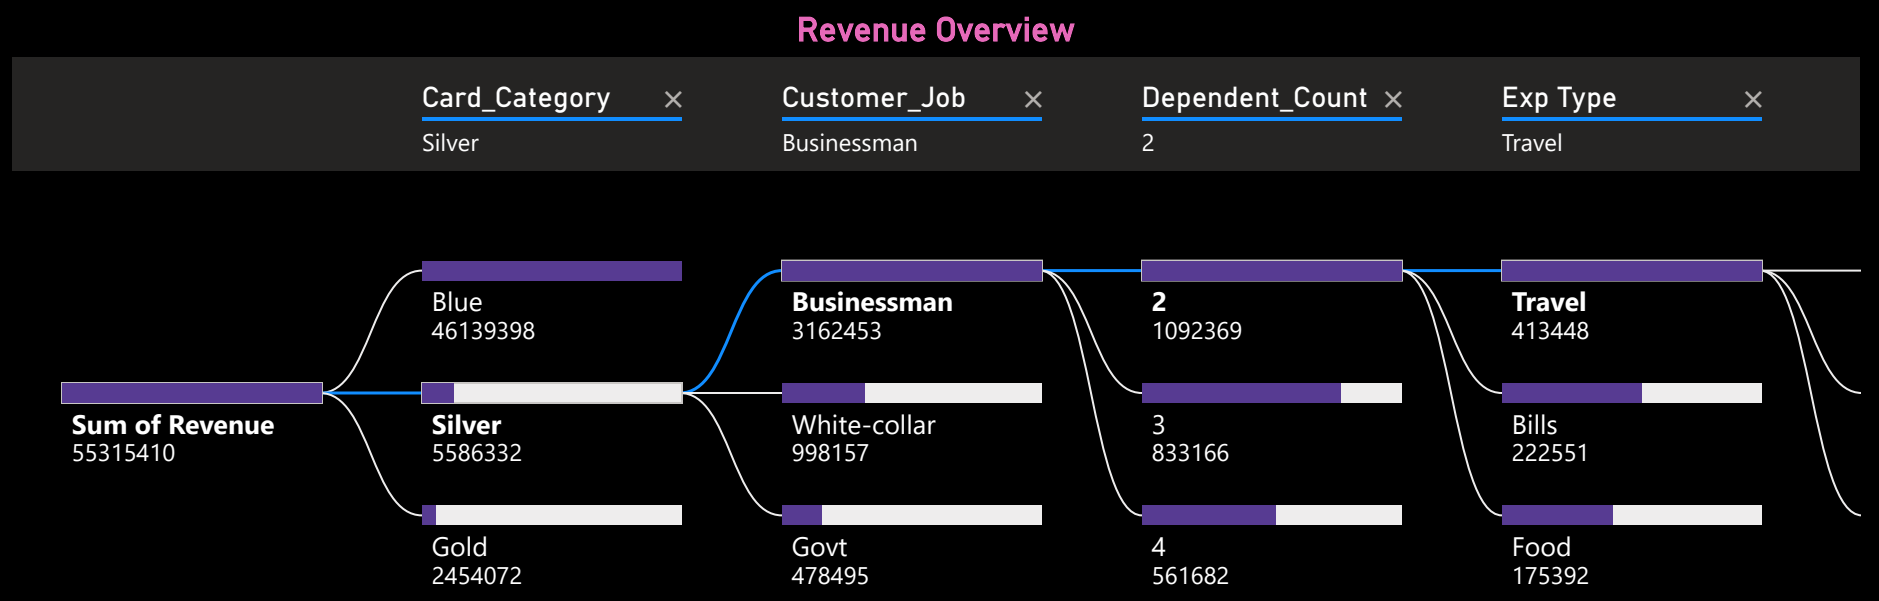 Revenue Overview
Card_Category
Customer_Job
Dependent_Count
Exp Type
Silver
Businessman
2
Travel
Blue
46139398
Businessman
3162453
2
1092369
Travel
413448
Sum of Revenue
55315410
Silver
5586332
White-collar
998157
3
833166
Bills
222551
Gold
2454072
Govt
478495
4
561682
Food
175392